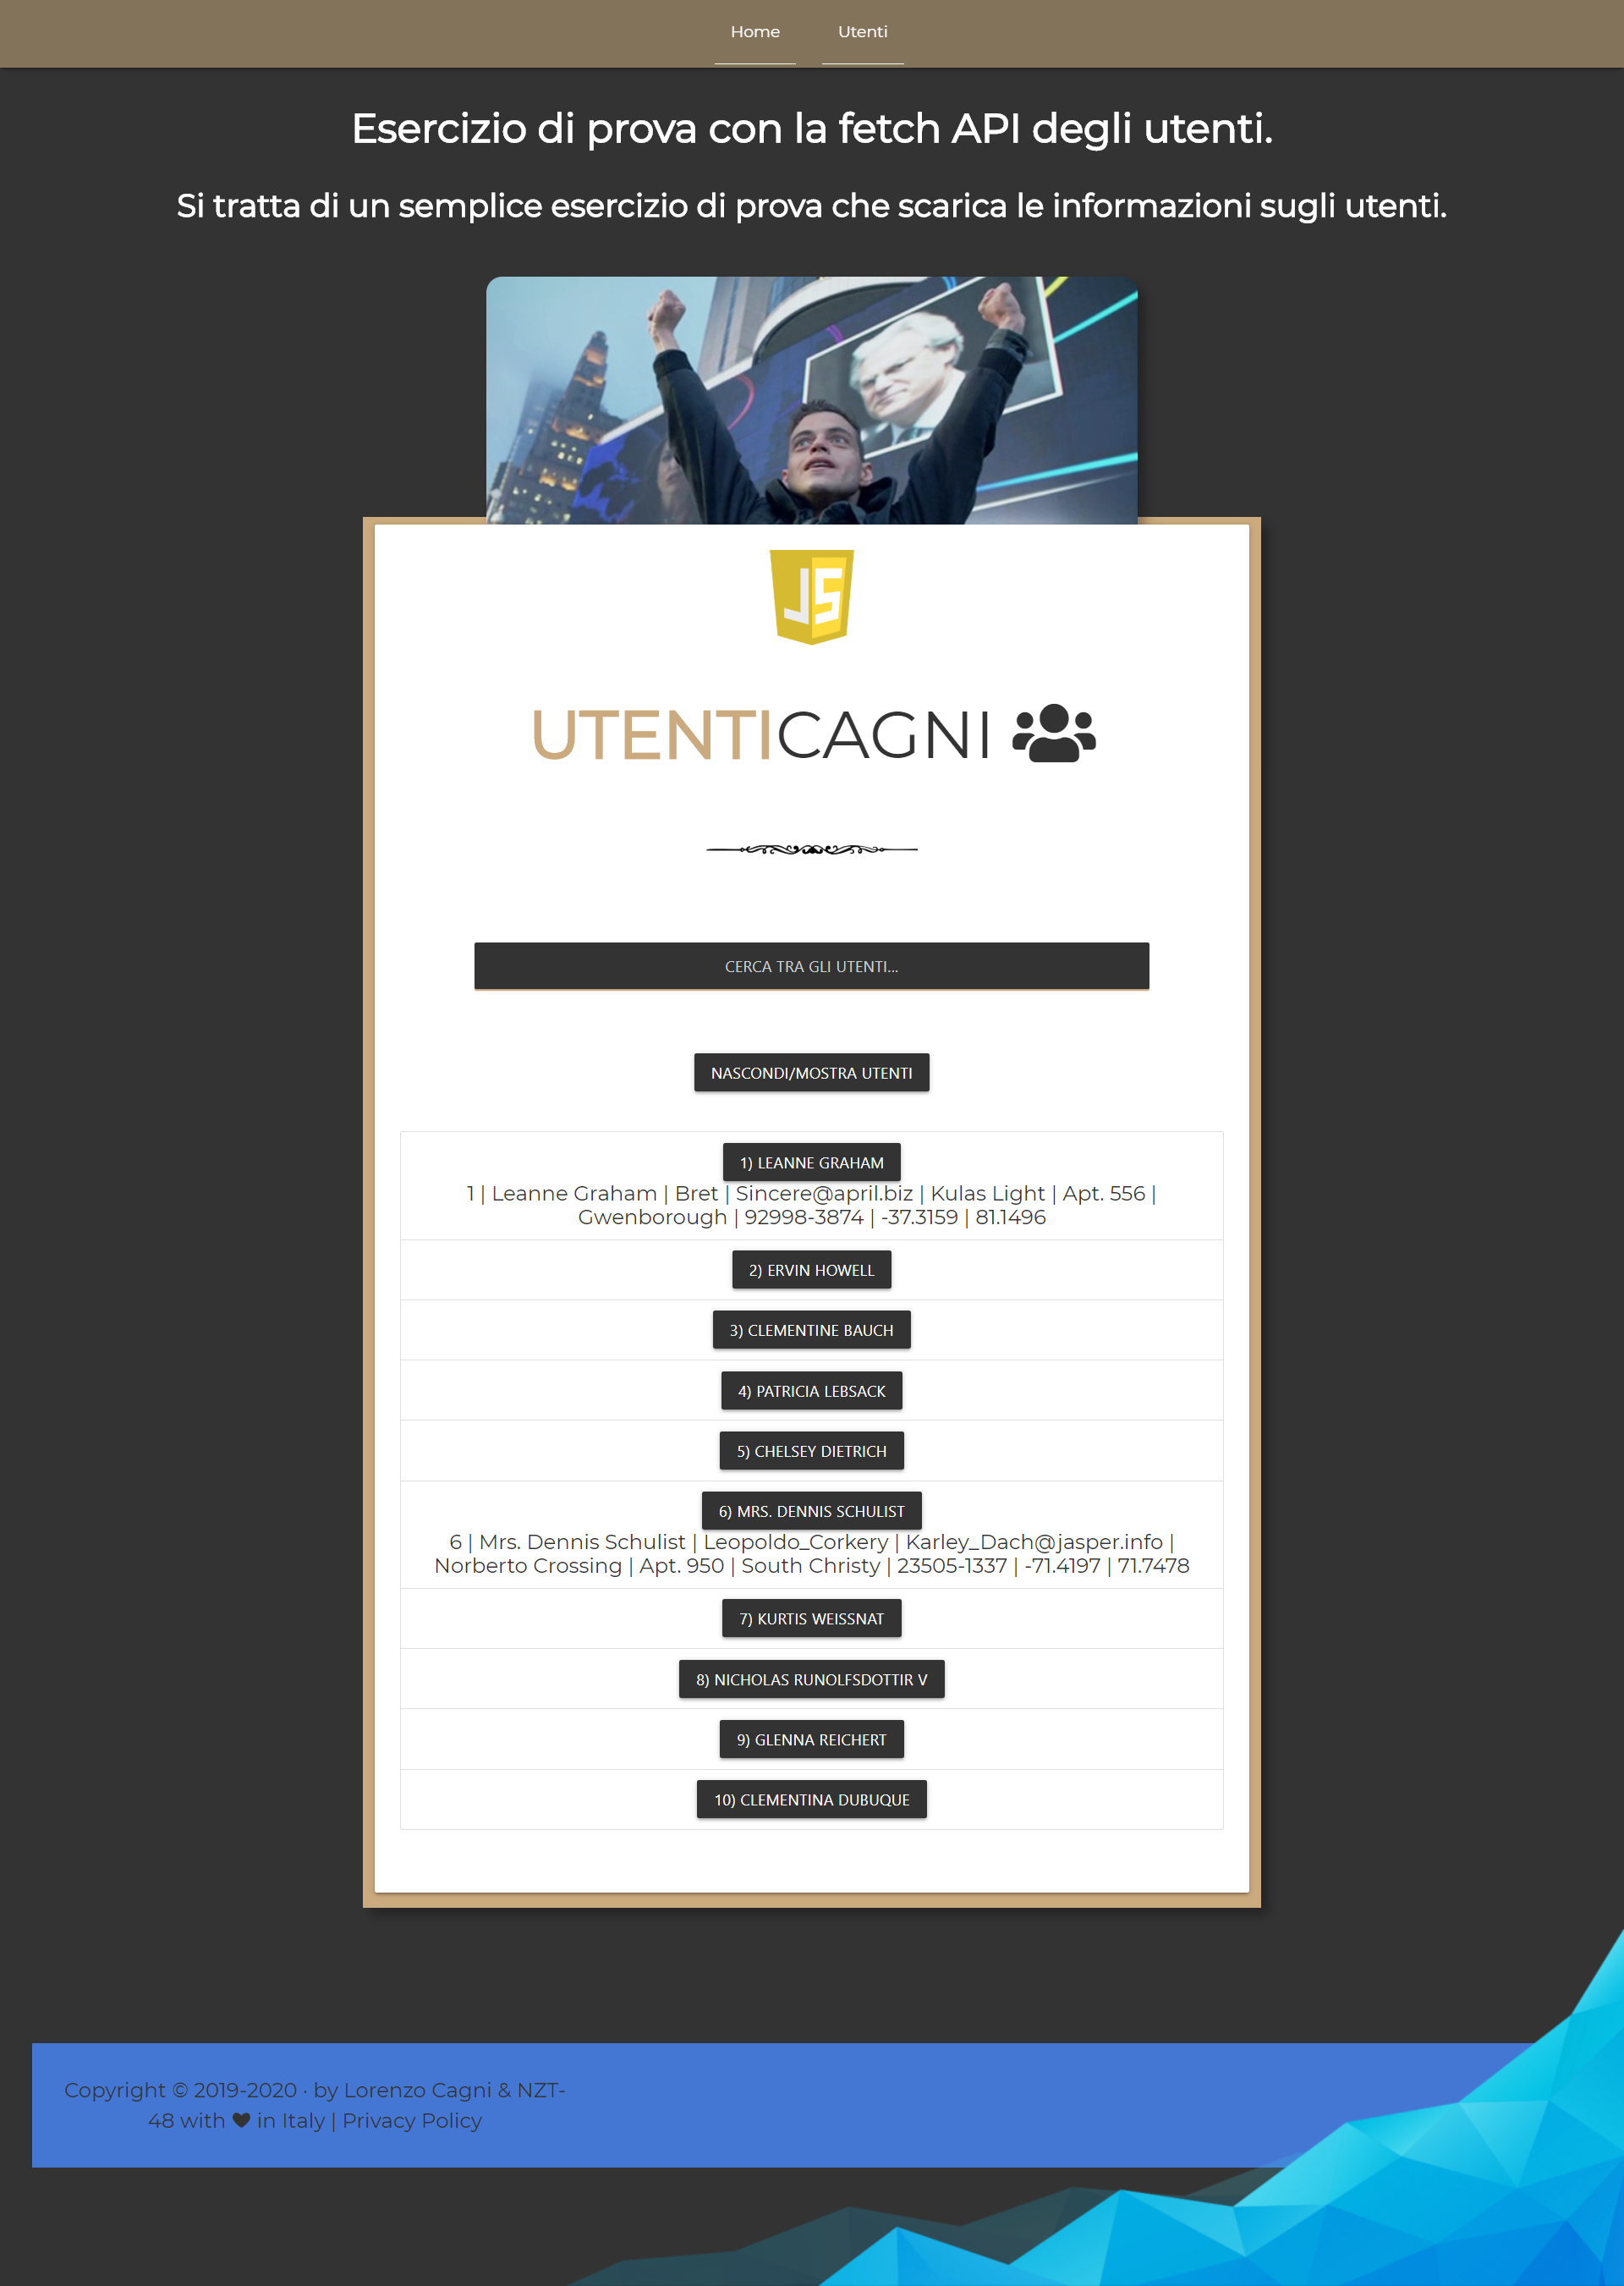 Home
Utenti
Esercizio di prova con la fetch API degli utenti.
Si tratta di un semplice esercizio di prova che scarica le informazioni sugli utenti.
JS
UTENTICAGNI
CERCA TRA GLI UTENTI...
NASCONDI/MOSTRA UTENTI
1) LEANNE GRAHAM
1 | Leanne Graham | Bret | Sincere@april.biz | Kulas Light | Apt. 556 |
Gwenborough | 92998-3874 | -37.3159 | 81.1496
2) ERVIN HOWELL
3) CLEMENTINE BAUCH
4) PATRICIA LEBSACK
5) CHELSEY DIETRICH
6) MRS. DENNIS SCHULIST
6 | Mrs. Dennis Schulist | Leopoldo_Corkery | Karley_Dach@jasper.info |
Norberto Crossing | Apt. 950 | South Christy | 23505-1337 | -71.4197 | 71.7478
7) KURTIS WEISSNAT
8) NICHOLAS RUNOLFSDOTTIR V
9) GLENNA REICHERT
10) CLEMENTINA DUBUQUE
Copyright © 2019-2020 · by Lorenzo Cagni & NZT-
48 with ♥ in Italy | Privacy Policy